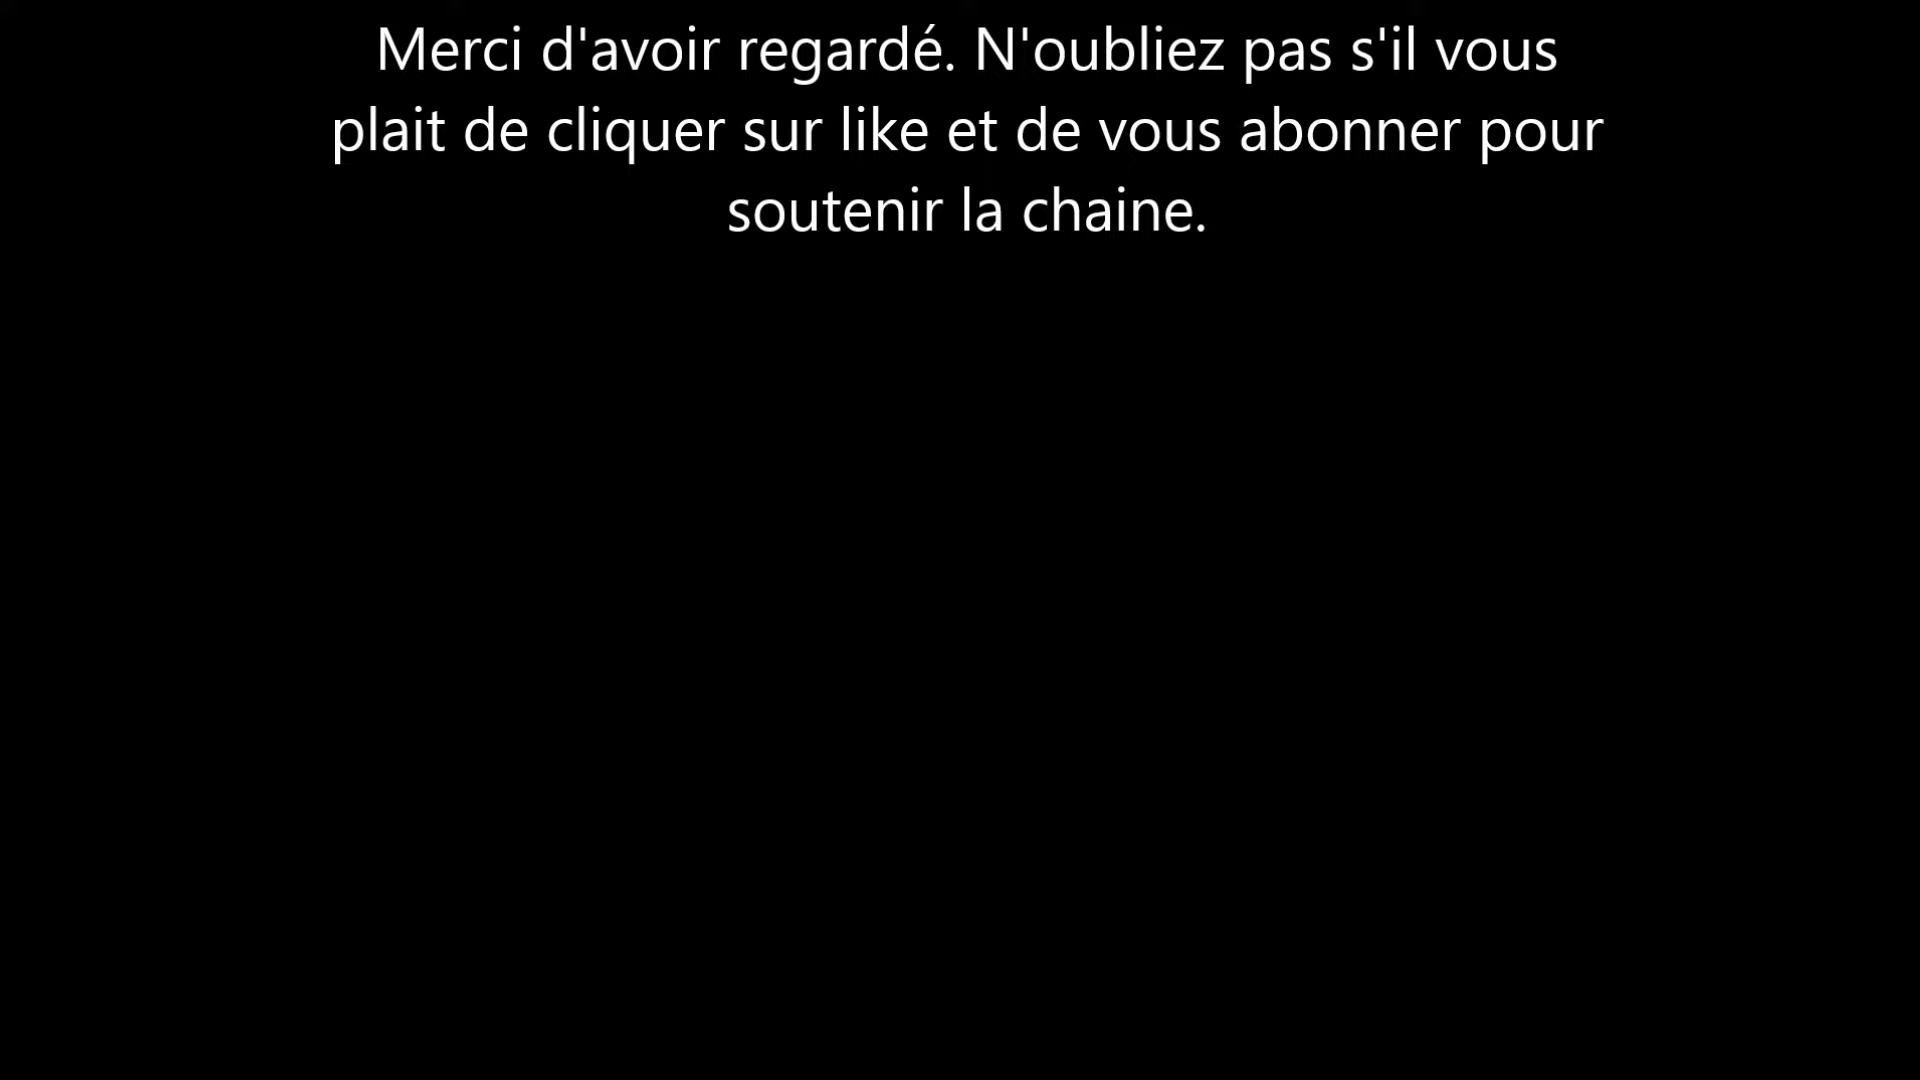 Merci d'avoir regardé. N'oubliez pas s'il vous
plait de cliquer sur like et de vous abonner pour
soutenir la chaine.